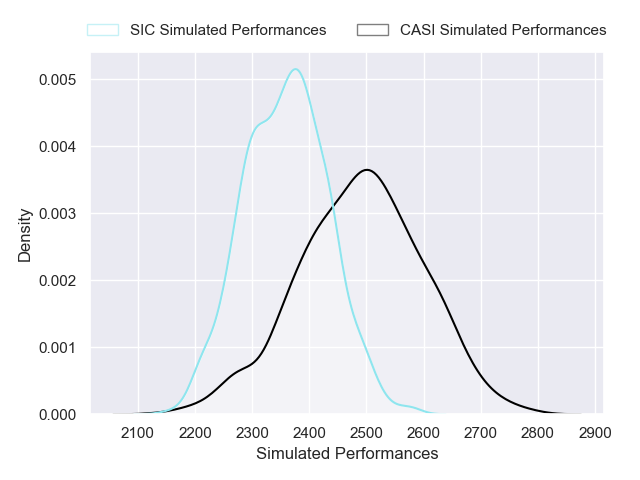 SIC Simulated Performances CASI Simulated Performances
0.005
0.004
0.003
0.002
0.001
0.000
Density
2100 2200 2300 2400 2500 2600 2700 2800 2900
Simulated Performances